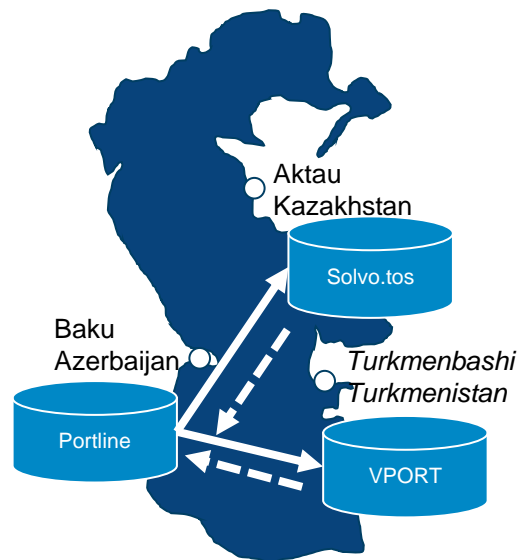 Aktau
Kazakhstan
Solvo.tos
Baku
Azerbaijan
Turkmenbashi
Turkmenistan
Portline
VPORT